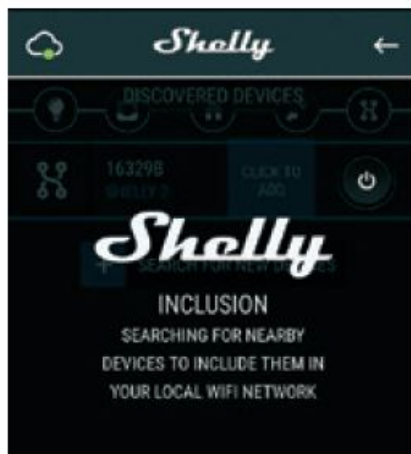 Shelly
DISCOVERED DEVICES
16329B
SHELLY 2
CLICK TO
ADD
Shelly
+ SEARCH FOR NEW DEVICES
INCLUSION
SEARCHING FOR NEARBY
DEVICES TO INCLUDE THEM IN
YOUR LOCAL WIFI NETWORK